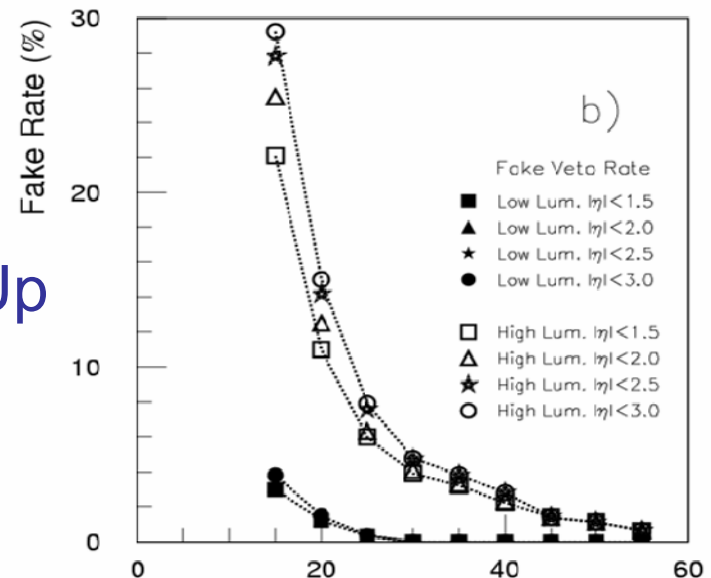 30
20
10
0
Fake Rate (%)
Up
b)
Fake Veto Rate
Low Lum. |η|<1.5
Low Lum. |η|<2.0
Low Lum. |η|<2.5
Low Lum. |η|<3.0
High Lum. |η|<1.5
High Lum. |η|<2.0
High Lum. |η|<2.5
High Lum. |η|<3.0
0 20 40 60